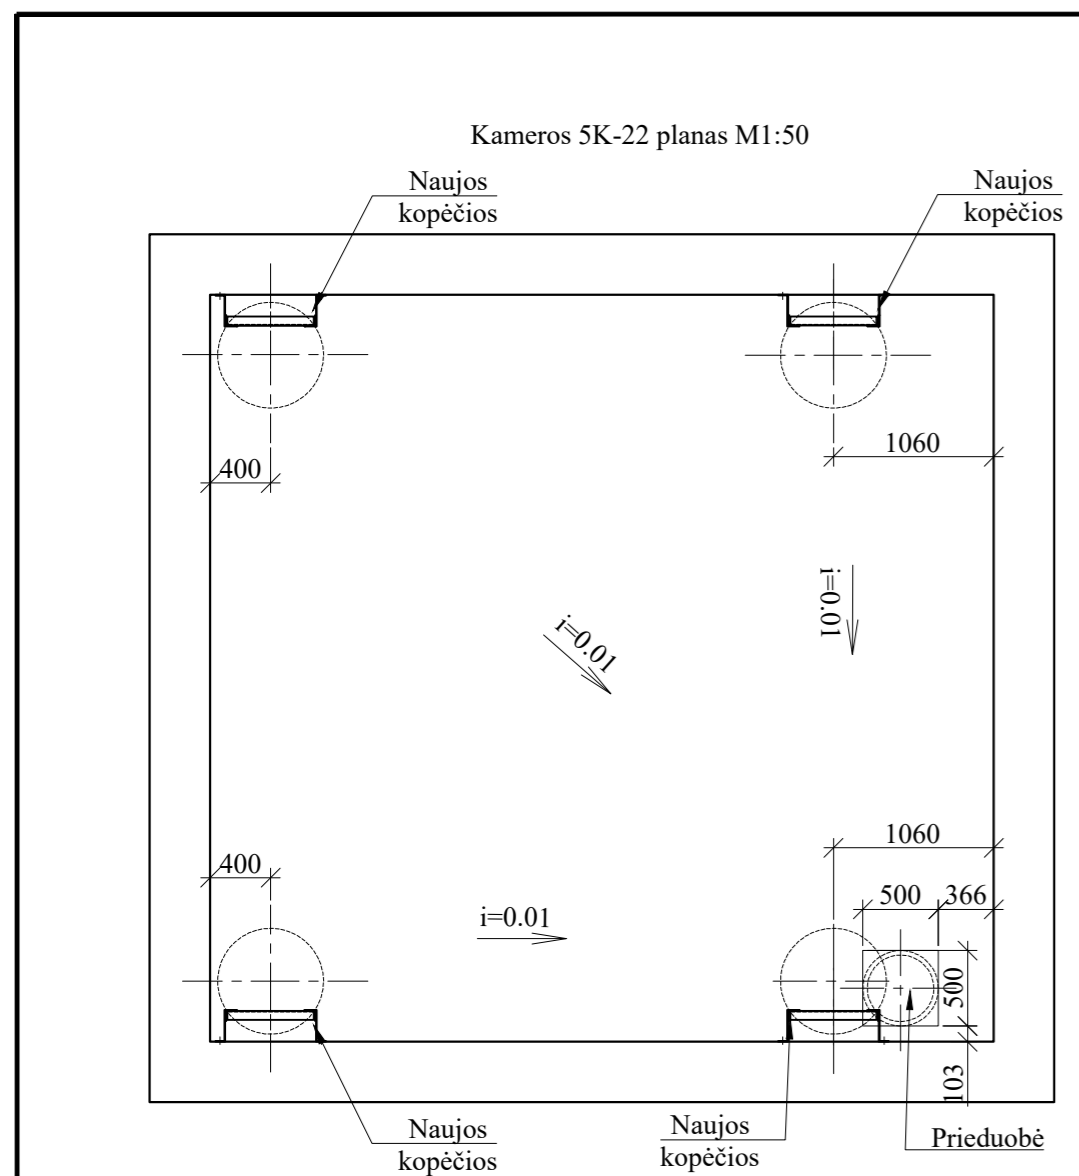 Kameros 5K-22 planas M1:50
Naujos
kopėčios
Naujos
kopėčios
400
1060
i=0.01
i=0.01
1060
400
500
366
i=0.01
500
103
Naujos
kopėčios
Naujos
kopėčios
Prieduobė